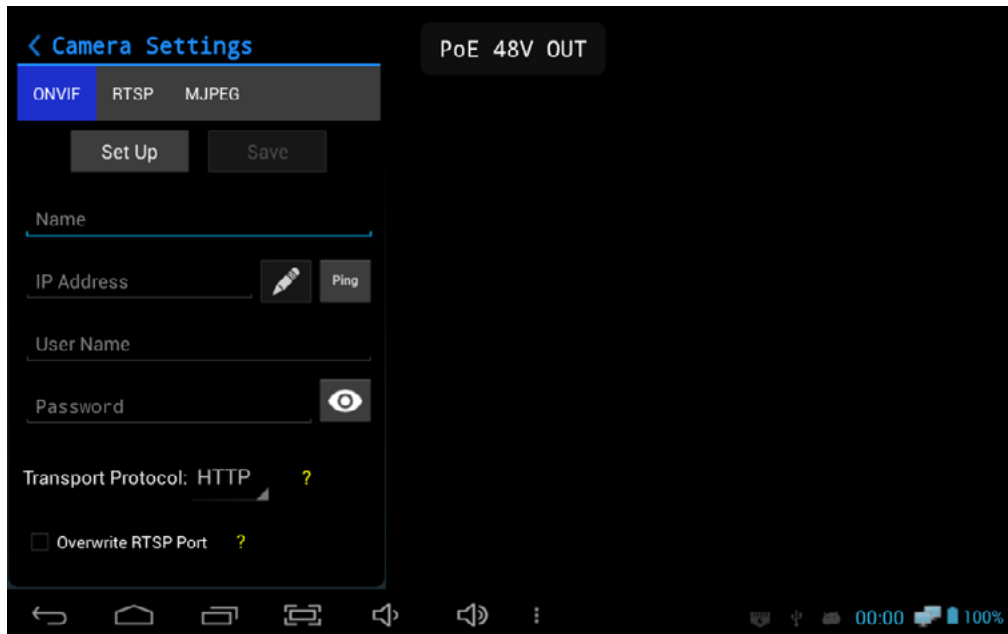 Camera Settings
PoE 48V OUT
ONVIF RTSP MJPEG
Set Up Save
Name
IP Address Ping
User Name
Password
Transport Protocol: HTTP ?
Overwrite RTSP Port ?
00:00 100%